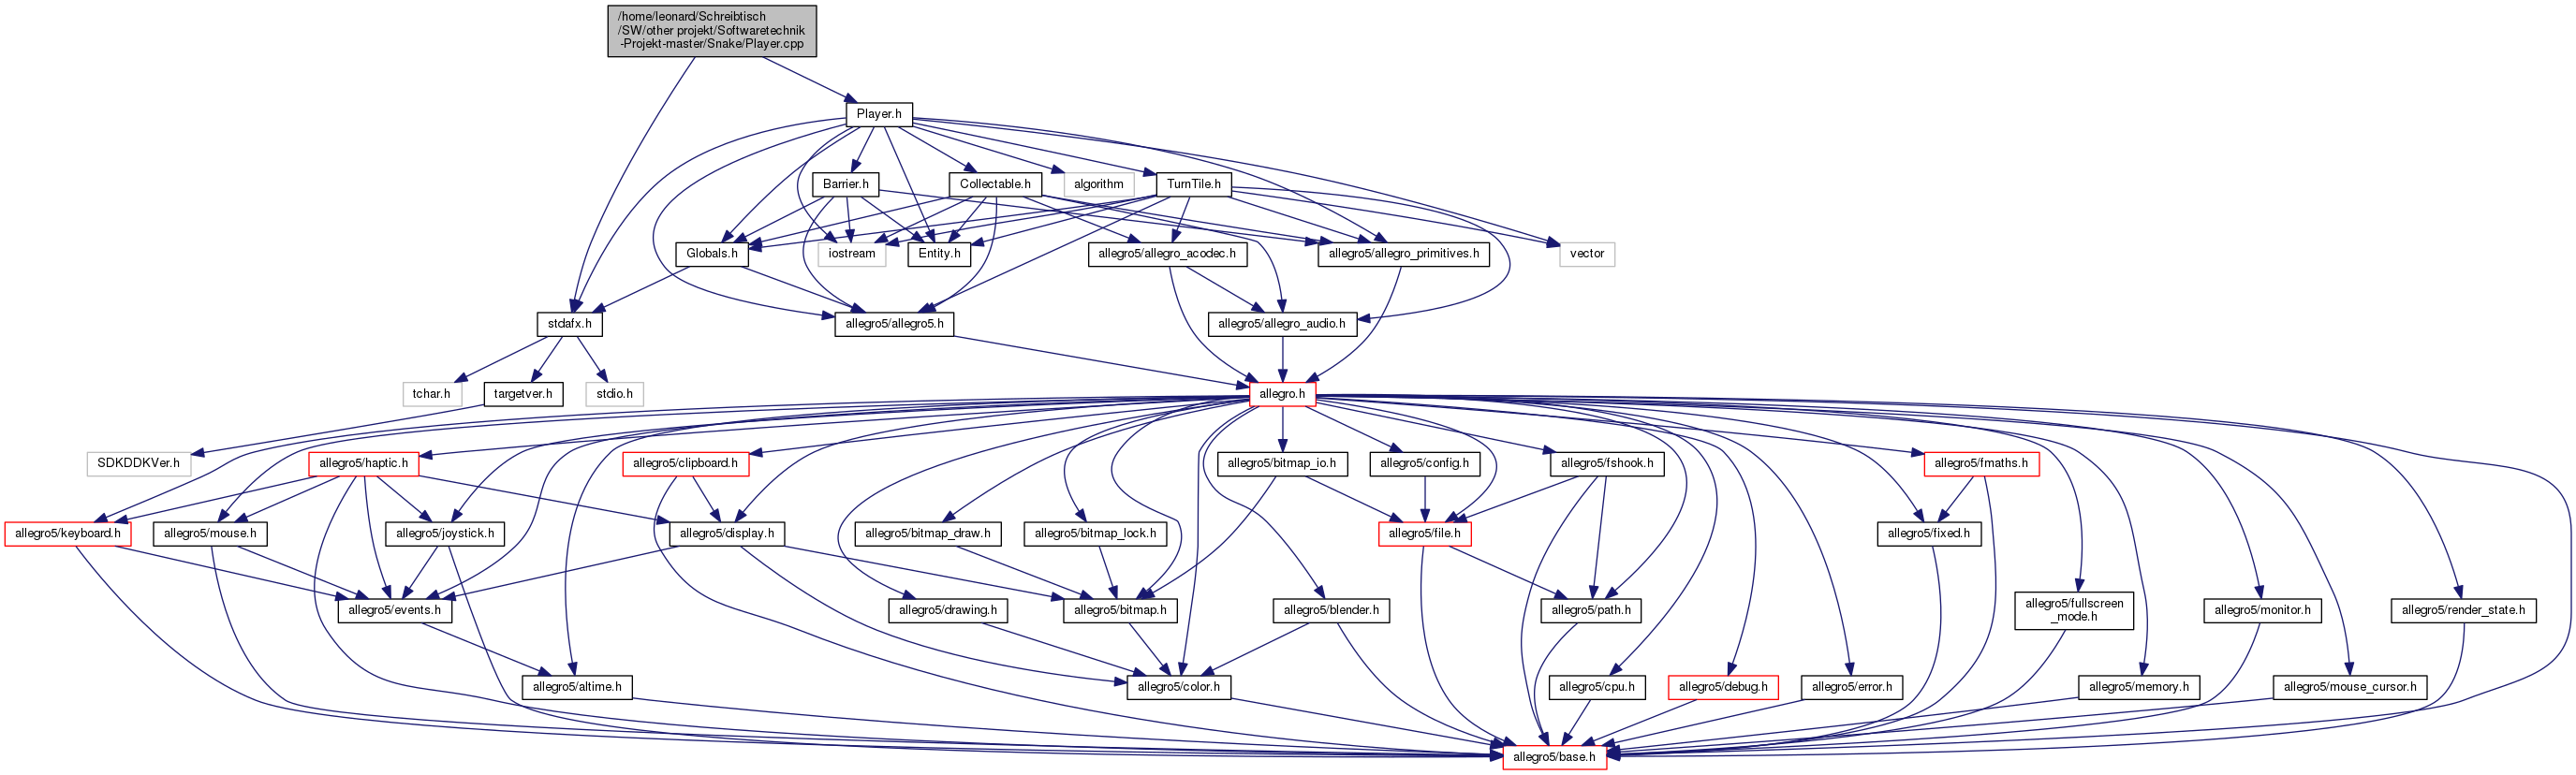 /home/leonard/Schreibtisch
/SW/other projekt/Softwaretechnik
-Projekt-master/Snake/Player.cpp
Player.h
Barrier.h
Collectable.h
algorithm
TurnTile.h
Globals.h
iostream
Entity.h
allegro5/allegro_acodec.h
allegro5/allegro_primitives.h
vector
stdafx.h
allegro5/allegro5.h
allegro5/allegro_audio.h
tchar.h
targetver.h
stdio.h
allegro.h
SDKDDKVer.h
allegro5/haptic.h
allegro5/clipboard.h
allegro5/bitmap_io.h
allegro5/config.h
allegro5/fshook.h
allegro5/fmaths.h
allegro5/keyboard.h
allegro5/mouse.h
allegro5/joystick.h
allegro5/display.h
allegro5/bitmap_draw.h
allegro5/bitmap_lock.h
allegro5/file.h
allegro5/fixed.h
allegro5/events.h
allegro5/drawing.h
allegro5/bitmap.h
allegro5/blender.h
allegro5/path.h
allegro5/fullscreen
_mode.h
allegro5/monitor.h
allegro5/render_state.h
allegro5/altime.h
allegro5/color.h
allegro5/cpu.h
allegro5/debug.h
allegro5/error.h
allegro5/memory.h
allegro5/mouse_cursor.h
allegro5/base.h